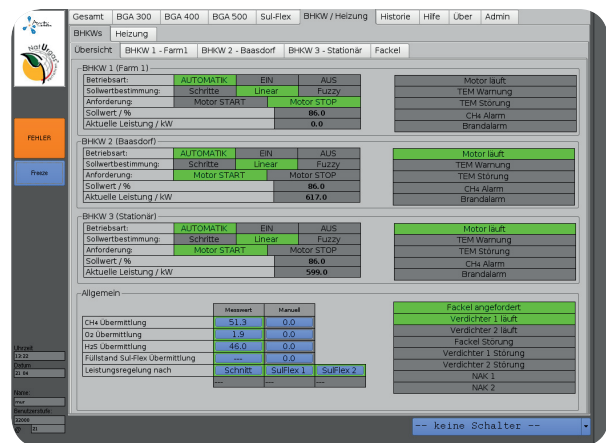 Gesamt BGA 300 BGA 400 BGA 500 Sul-Flex BHKW / Heizung Historie Hilfe Über Admin
BHKWs Heizung
Übersicht BHKW 1 - Farm1 BHKW 2 - Baasdorf BHKW 3 - Stationär Fackel
BHKW 1 (Farm 1)
Betriebsart: AUTOMATIK EIN AUS
Sollwertbestimmung: Schritte Linear Fuzzy
Anforderung: Motor START Motor STOP
Sollwert / % 86.0
Aktuelle Leistung / kW 0.0
Motor läuft
TEM Warnung
TEM Störung
CH4 Alarm
Brandalarm
FEHLER
Freeze
BHKW 2 (Baasdorf)
Betriebsart: AUTOMATIK EIN AUS
Sollwertbestimmung: Schritte Linear Fuzzy
Anforderung: Motor START Motor STOP
Sollwert / % 86.0
Aktuelle Leistung / kW 617.0
Motor läuft
TEM Warnung
TEM Störung
CH4 Alarm
Brandalarm
BHKW 3 (Stationär)
Betriebsart: AUTOMATIK EIN AUS
Sollwertbestimmung: Schritte Linear Fuzzy
Anforderung: Motor START Motor STOP
Sollwert / % 86.0
Aktuelle Leistung / kW 599.0
Motor läuft
TEM Warnung
TEM Störung
CH4 Alarm
Brandalarm
Allgemein
Messwert Manuell
CH4 Übermittlung 51.3 0.0
O2 Übermittlung 1.9 0.0
H2S Übermittlung 46.0 0.0
Füllstand Sul-Flex Übermittlung --- 0.0
Leistungsregelung nach Schnitt SulFlex 1 SulFlex 2
--- --- ---
Fackel angefordert
Verdichter 1 läuft
Verdichter 2 läuft
Fackel Störung
Verdichter 1 Störung
Verdichter 2 Störung
NAK 1
NAK 2
Uhrzeit
13:22
Datum
21 04
Name:
mur
Benutzerstufe:
32000
@ 21
-- keine Schalter --